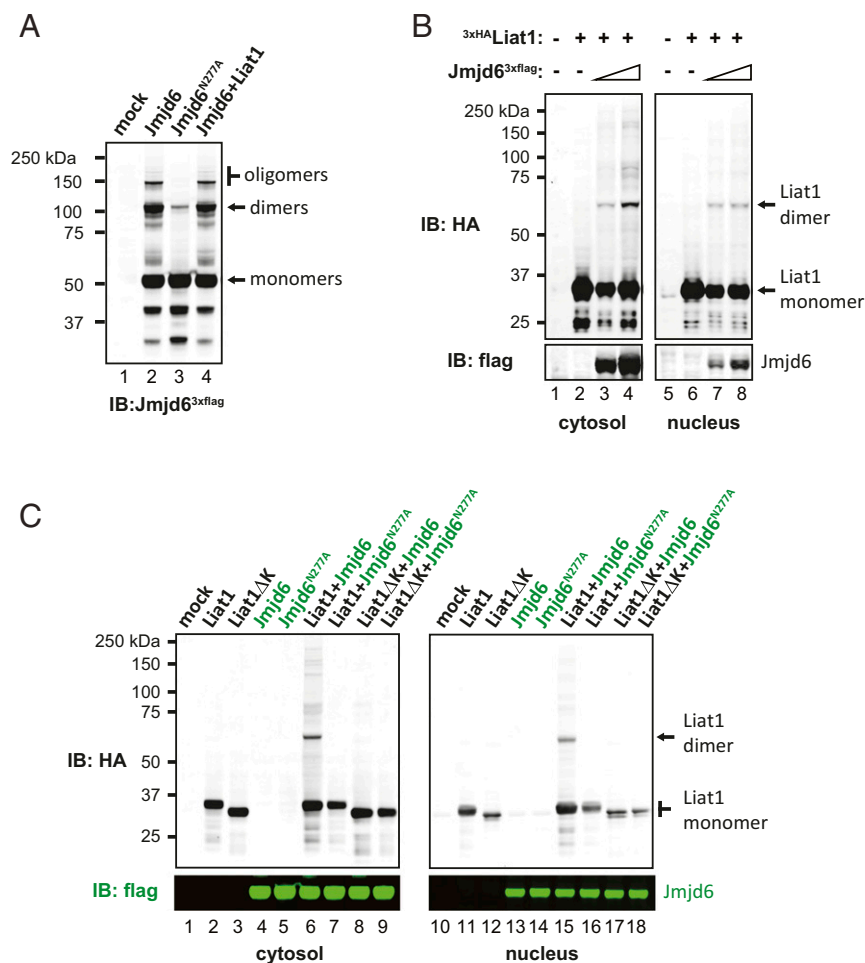 A
mock
Jmjd6
Jmjd6N277A
Jmjd6+Liat1
250 kDa
150
100
75
50
37
oligomers
dimers
monomers
1 2 3 4
IB:Jmjd63xflag
B
3xHALiat1: - + + + - + + +
Jmjd63xflag: - - - -
250 kDa
150
100
75
50
37
25
IB: HA
Liat1
dimer
Liat1
monomer
IB: flag
Jmjd6
1 2 3 4 5 6 7 8
cytosol nucleus
C
mock
Liat1
Liat1ΔK
Jmjd6
Jmjd6N277A
Liat1+Jmjd6
Liat1+Jmjd6N277A
Liat1ΔK+Jmjd6
Liat1ΔK+Jmjd6N277A
mock
Liat1
Liat1ΔK
Jmjd6
Jmjd6N277A
Liat1+Jmjd6
Liat1+Jmjd6N277A
Liat1ΔK+Jmjd6
Liat1ΔK+Jmjd6N277A
250 kDa
150
100
75
50
37
25
IB: HA
Liat1
dimer
Liat1
monomer
IB: flag
Jmjd6
1 2 3 4 5 6 7 8 9 10 11 12 13 14 15 16 17 18
cytosol nucleus